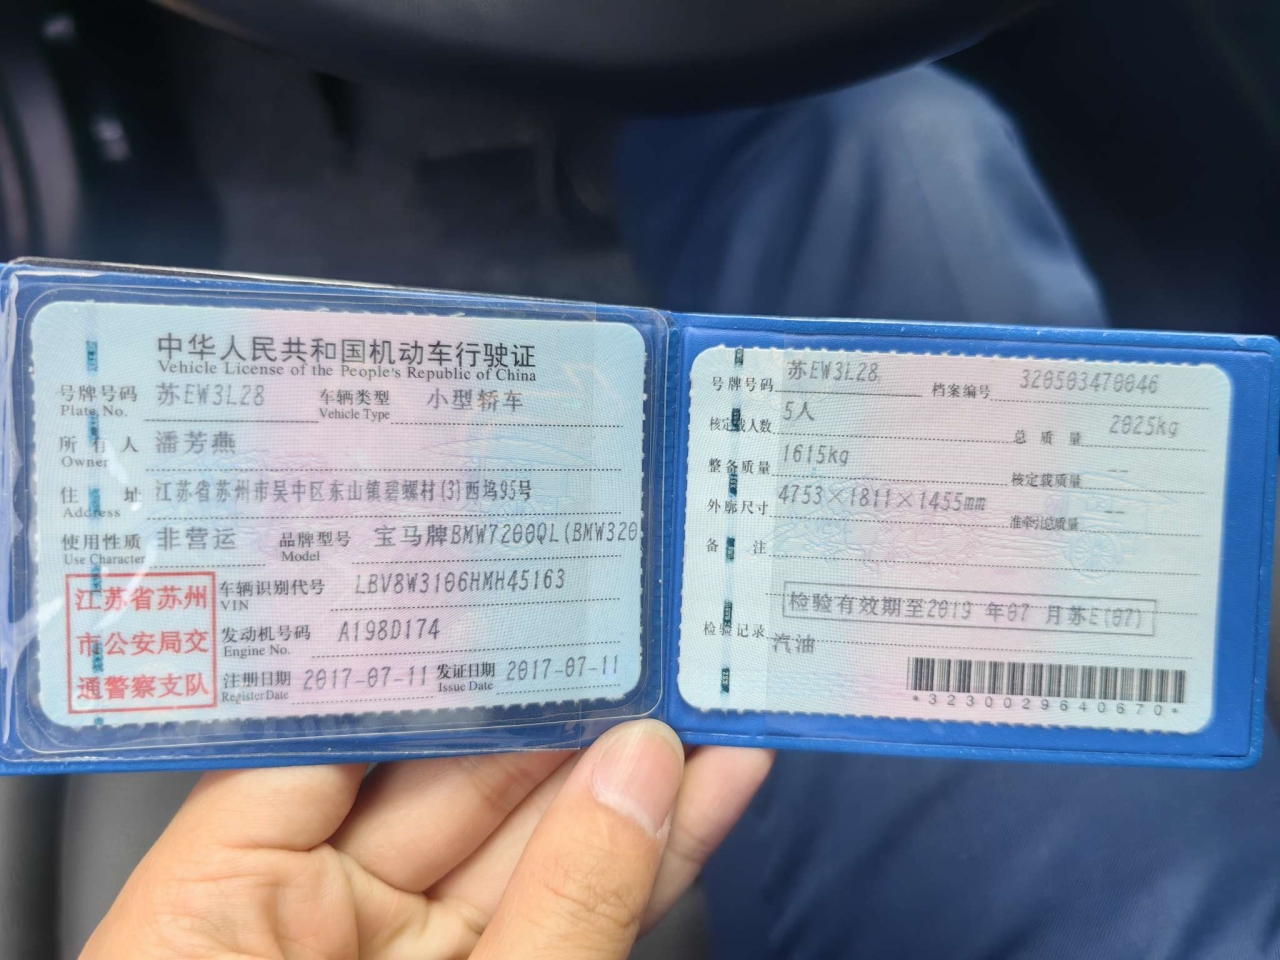 中华人民共和国机动车行驶证
Vehicle License of the People's Republic of China
号牌号码 苏EW3L28 车辆类型 小型轿车
Plate No. Vehicle Type
所有人 潘芳燕
Owner
住址 江苏省苏州市吴中区东山镇碧螺村(3)西坞95号
Address
使用性质 非营运 品牌型号 宝马牌BMW7200QL(BMW320
Use Character Model
江苏省苏州
市公安局交
通警察支队
车辆识别代号 LBV8W3106HMH45163
VIN
发动机号码 A198D174
Engine No.
注册日期 2017-07-11 发证日期 2017-07-11
Register Date Issue Date
号牌号码 苏EW3L28 档案编号 320503470046
核定载人数 5人 总质量 2025kg
整备质量 1615kg 核定载质量 --
外廓尺寸 4753×1811×1455mm 准牵引总质量 --
备注
检验有效期至2019 年07 月苏E(07)
检验记录 汽油
*3230029640670*